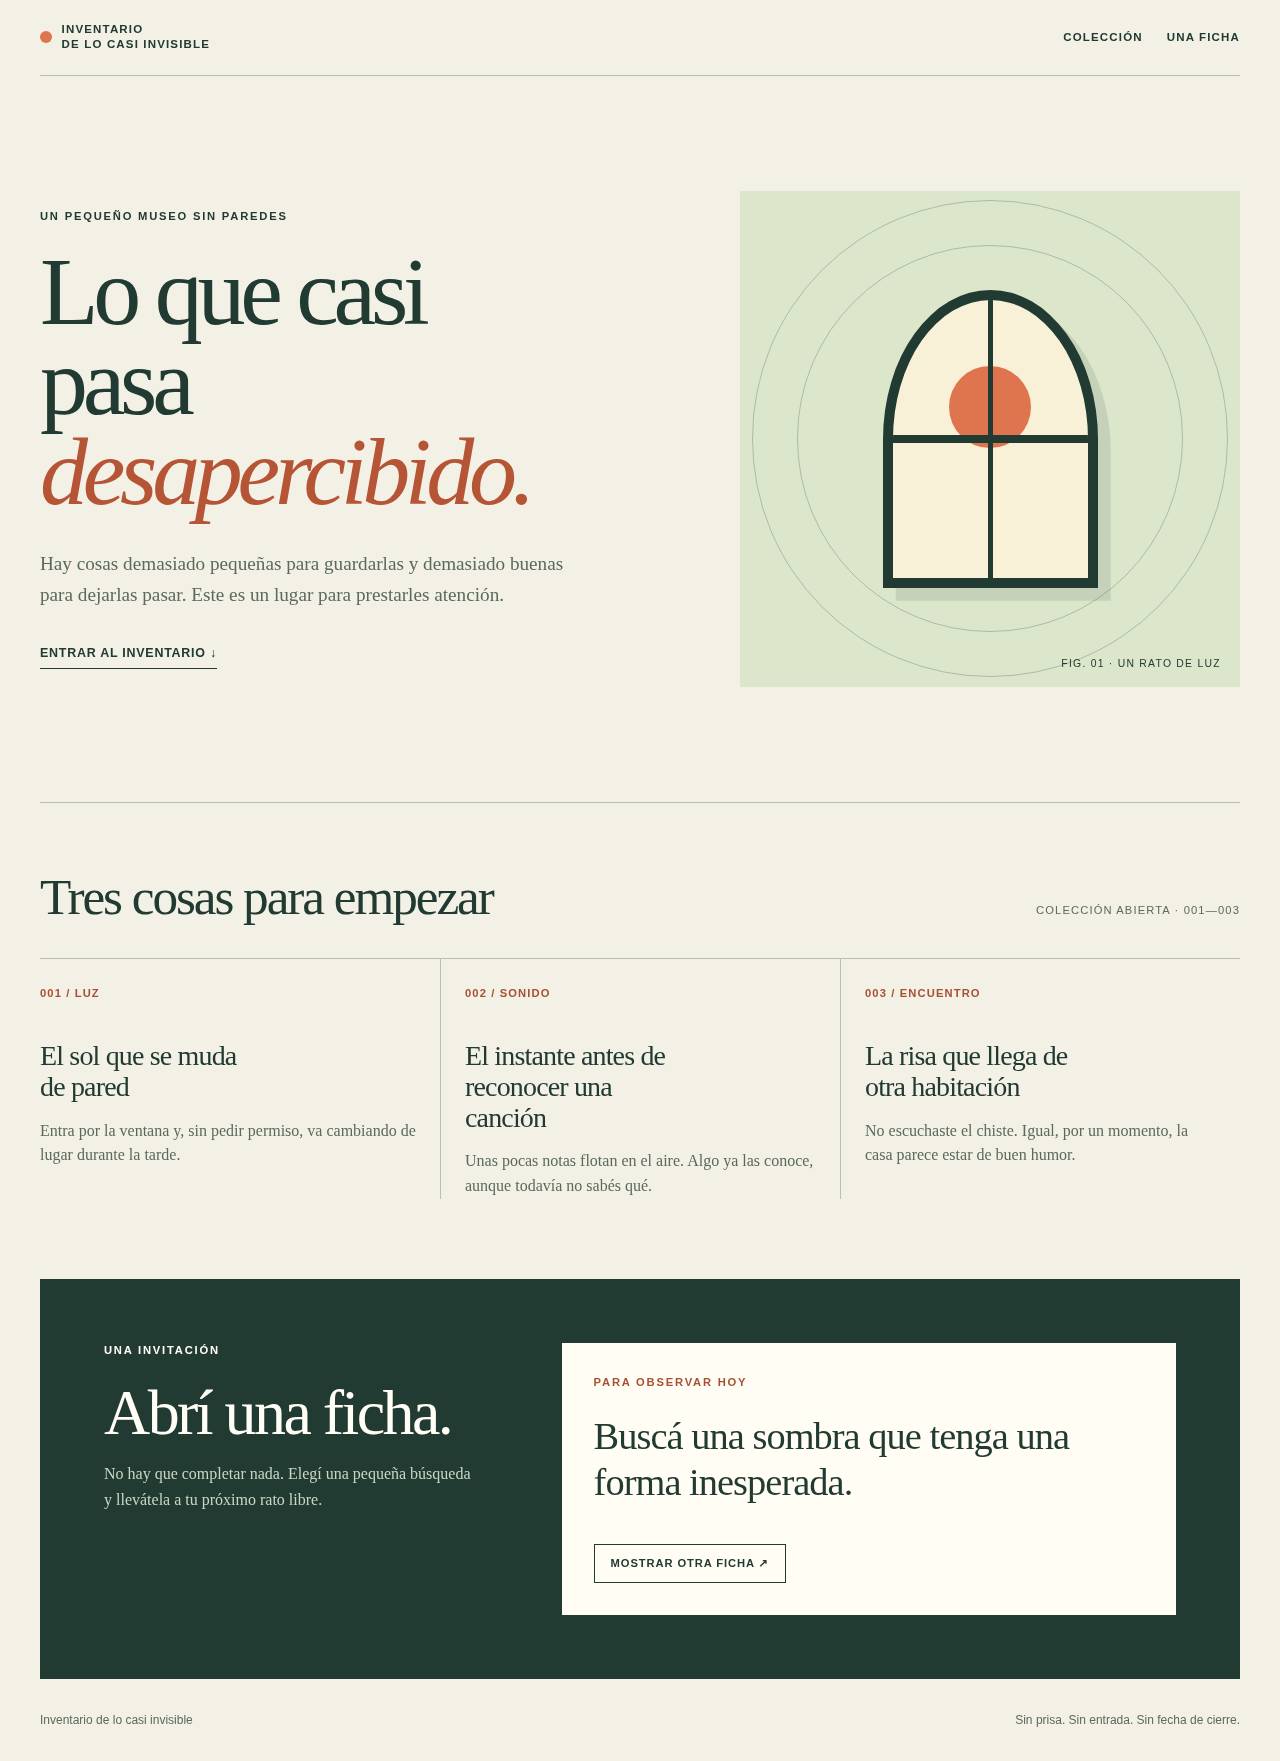 INVENTARIO
DE LO CASI INVISIBLE
COLECCIÓN
UNA FICHA
UN PEQUEÑO MUSEO SIN PAREDES
Lo que casi
pasa
desapercibido.
Hay cosas demasiado pequeñas para guardarlas y demasiado buenas
para dejarlas pasar. Este es un lugar para prestarles atención.
ENTRAR AL INVENTARIO ↓
FIG. 01 · UN RATO DE LUZ
Tres cosas para empezar
COLECCIÓN ABIERTA · 001—003
001 / LUZ
El sol que se muda
de pared
Entra por la ventana y, sin pedir permiso, va cambiando de
lugar durante la tarde.
002 / SONIDO
El instante antes de
reconocer una
canción
Unas pocas notas flotan en el aire. Algo ya las conoce,
aunque todavía no sabés qué.
003 / ENCUENTRO
La risa que llega de
otra habitación
No escuchaste el chiste. Igual, por un momento, la
casa parece estar de buen humor.
UNA INVITACIÓN
Abrí una ficha.
No hay que completar nada. Elegí una pequeña búsqueda
y llevátela a tu próximo rato libre.
PARA OBSERVAR HOY
Buscá una sombra que tenga una
forma inesperada.
MOSTRAR OTRA FICHA ↗
Inventario de lo casi invisible
Sin prisa. Sin entrada. Sin fecha de cierre.